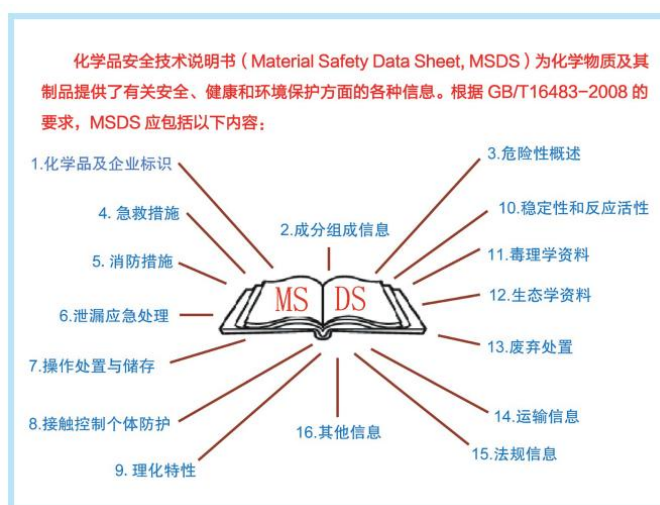 化学品安全技术说明书（Material Safety Data Sheet, MSDS）为化学物质及其
制品提供了有关安全、健康和环境保护方面的各种信息。根据 GB/T16483-2008 的
要求，MSDS 应包括以下内容：
1.化学品及企业标识
2.成分组成信息
3.危险性概述
4. 急救措施
5. 消防措施
6.泄漏应急处理
7.操作处置与储存
8.接触控制个体防护
9. 理化特性
10.稳定性和反应活性
11.毒理学资料
12.生态学资料
13.废弃处置
14.运输信息
15.法规信息
16.其他信息
MS DS